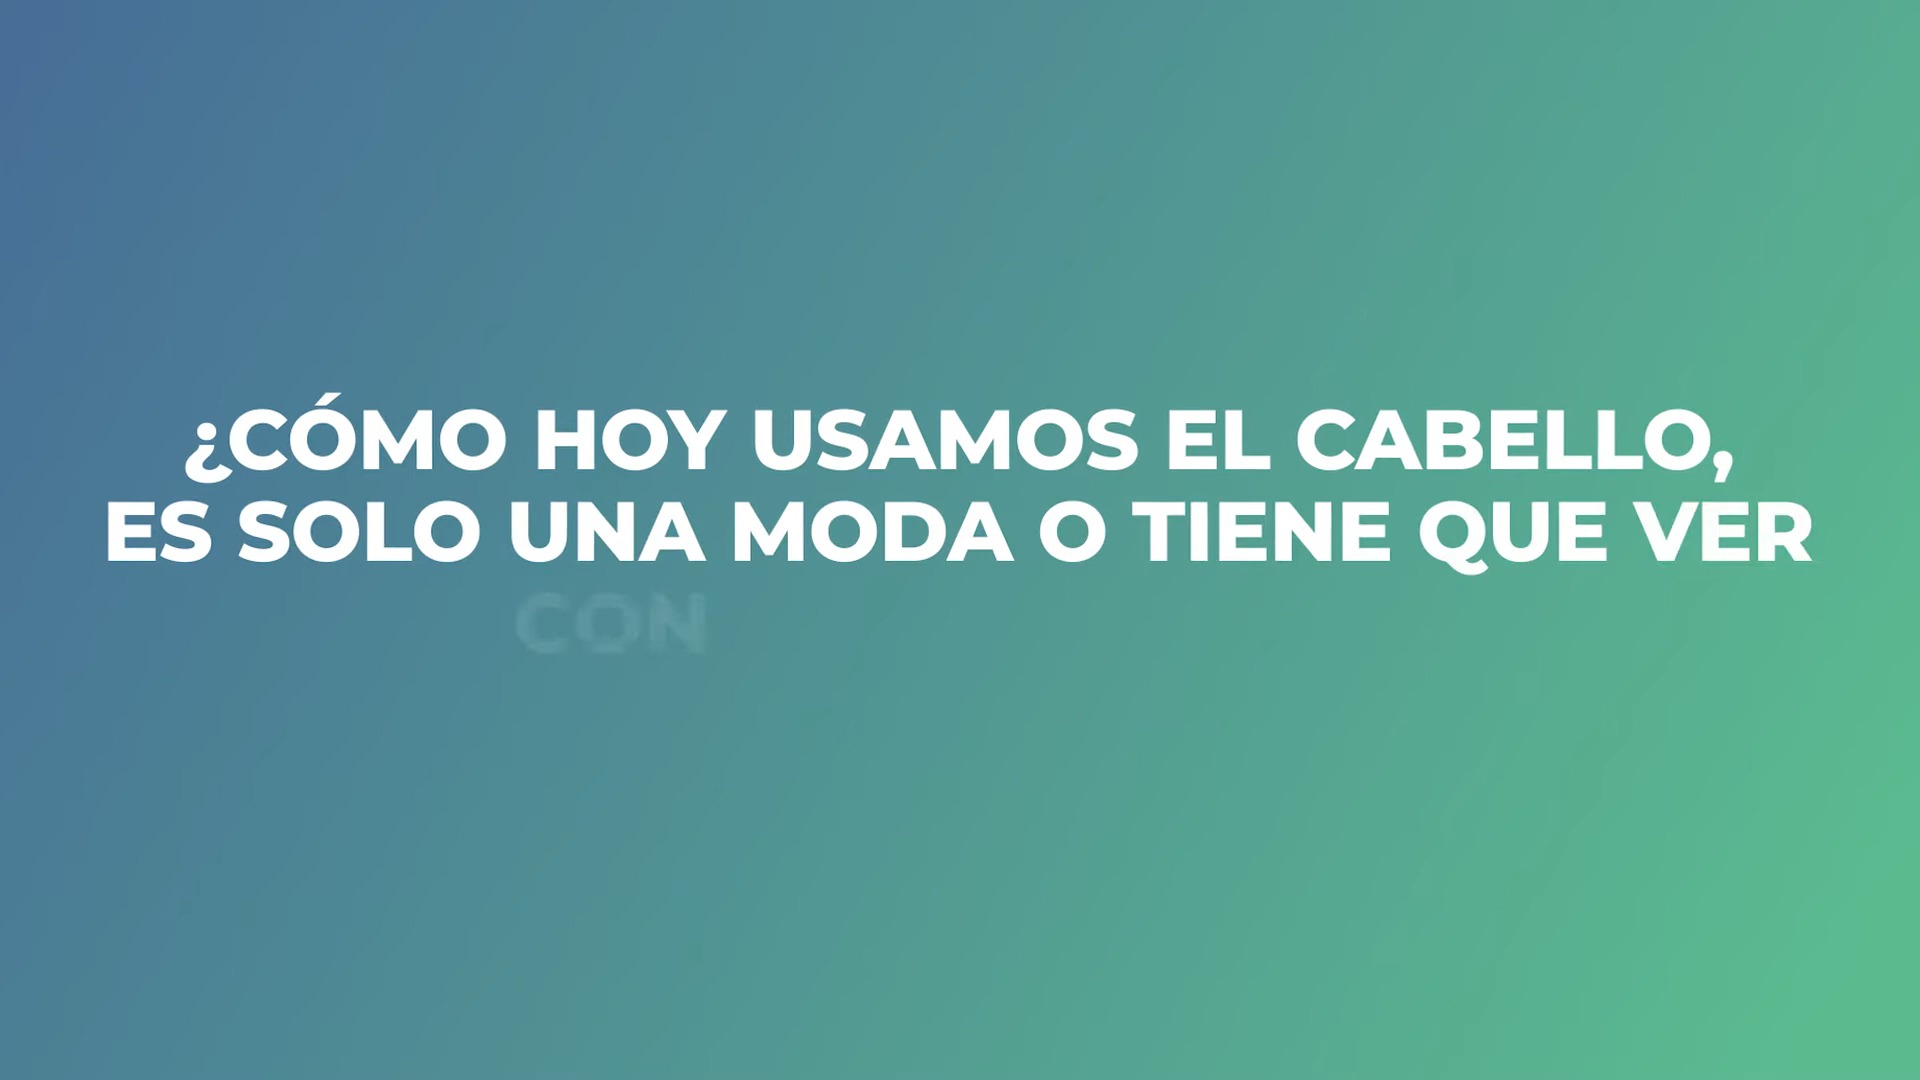 ¿CÓMO HOY USAMOS EL CABELLO,
ES SOLO UNA MODA O TIENE QUE VER
CON